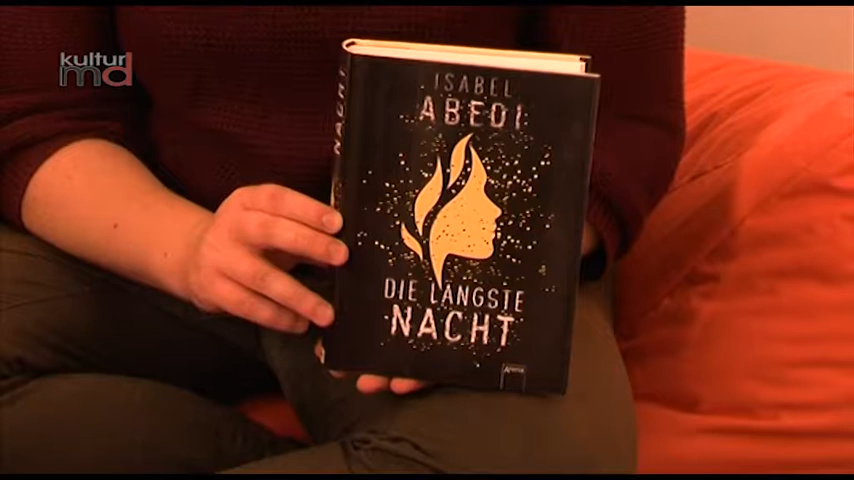 kultur
md
ISABEL
ABEDI
DIE LÄNGSTE
NACHT
Arena
NACHT